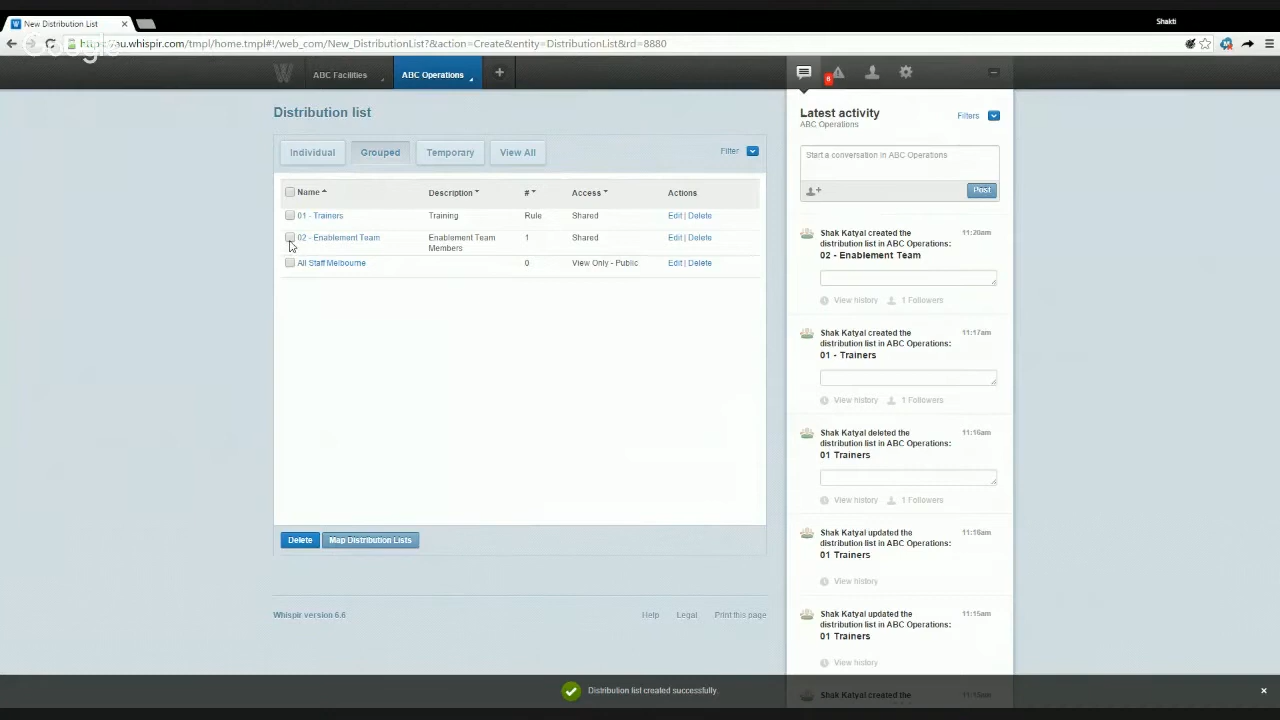 Shakti
New Distribution List
.whispir.com/tmpl/home.tmpl#!/web_com/New_DistributionList?&action=Create&entity=DistributionList&rd=8880
Google
ABC Facilities
ABC Operations
6
Distribution list
Individual
Grouped
Temporary
View All
Filter
Name
Description
#
Access
Actions
01 - Trainers
Training
Rule
Shared
Edit | Delete
02 - Enablement Team
Enablement Team
Members
1
Shared
Edit | Delete
All Staff Melbourne
0
View Only - Public
Edit | Delete
Delete
Map Distribution Lists
Whispir version 6.6
Help
Legal
Print this page
Latest activity
ABC Operations
Filters
Start a conversation in ABC Operations
Post
Shak Katyal created the
distribution list in ABC Operations:
02 - Enablement Team
11:20am
View history
1 Followers
Shak Katyal created the
distribution list in ABC Operations:
01 - Trainers
11:17am
View history
1 Followers
Shak Katyal deleted the
distribution list in ABC Operations:
01 Trainers
11:16am
View history
1 Followers
Shak Katyal updated the
distribution list in ABC Operations:
01 Trainers
11:16am
View history
Shak Katyal updated the
distribution list in ABC Operations:
01 Trainers
11:15am
View history
Shak Katyal created the
Distribution list created successfully.